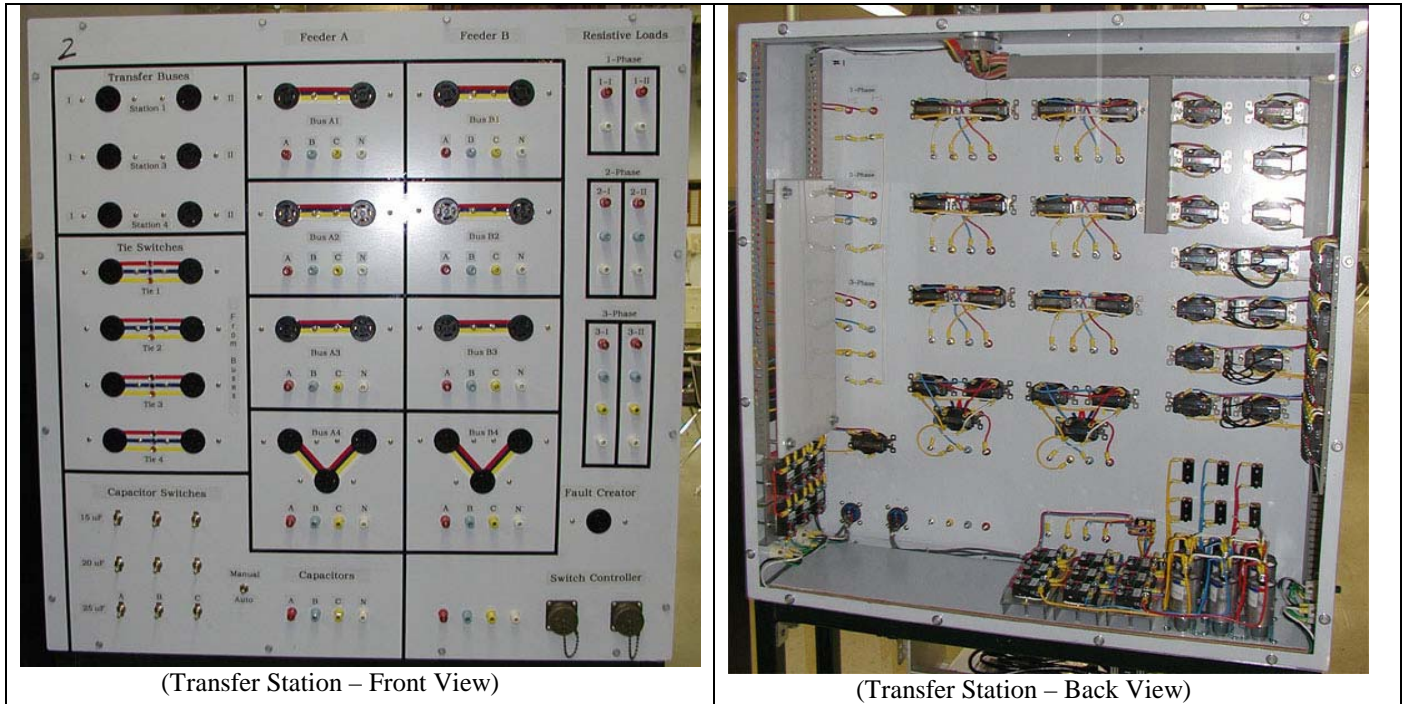 2
Feeder A
Feeder B
Resistive Loads
Transfer Buses
I Station 1 II
I Station 3 II
I Station 4 II
Tie Switches
Tie 1
Tie 2
Tie 3
Tie 4
From Buses
Capacitor Switches
15 uF
20 uF
25 uF
A B C
Manual
Auto
Bus A1
A B C N
Bus A2
A B C N
Bus A3
A B C N
Bus A4
A B C N
Capacitors
A B C N
Bus B1
A B C N
Bus B2
A B C N
Bus B3
A B C N
Bus B4
A B C N
1-Phase
1-I 1-II
2-Phase
2-I 2-II
3-Phase
3-I 3-II
Fault Creator
Switch Controller
(Transfer Station – Front View)
1-Phase
3-Phase
(Transfer Station – Back View)